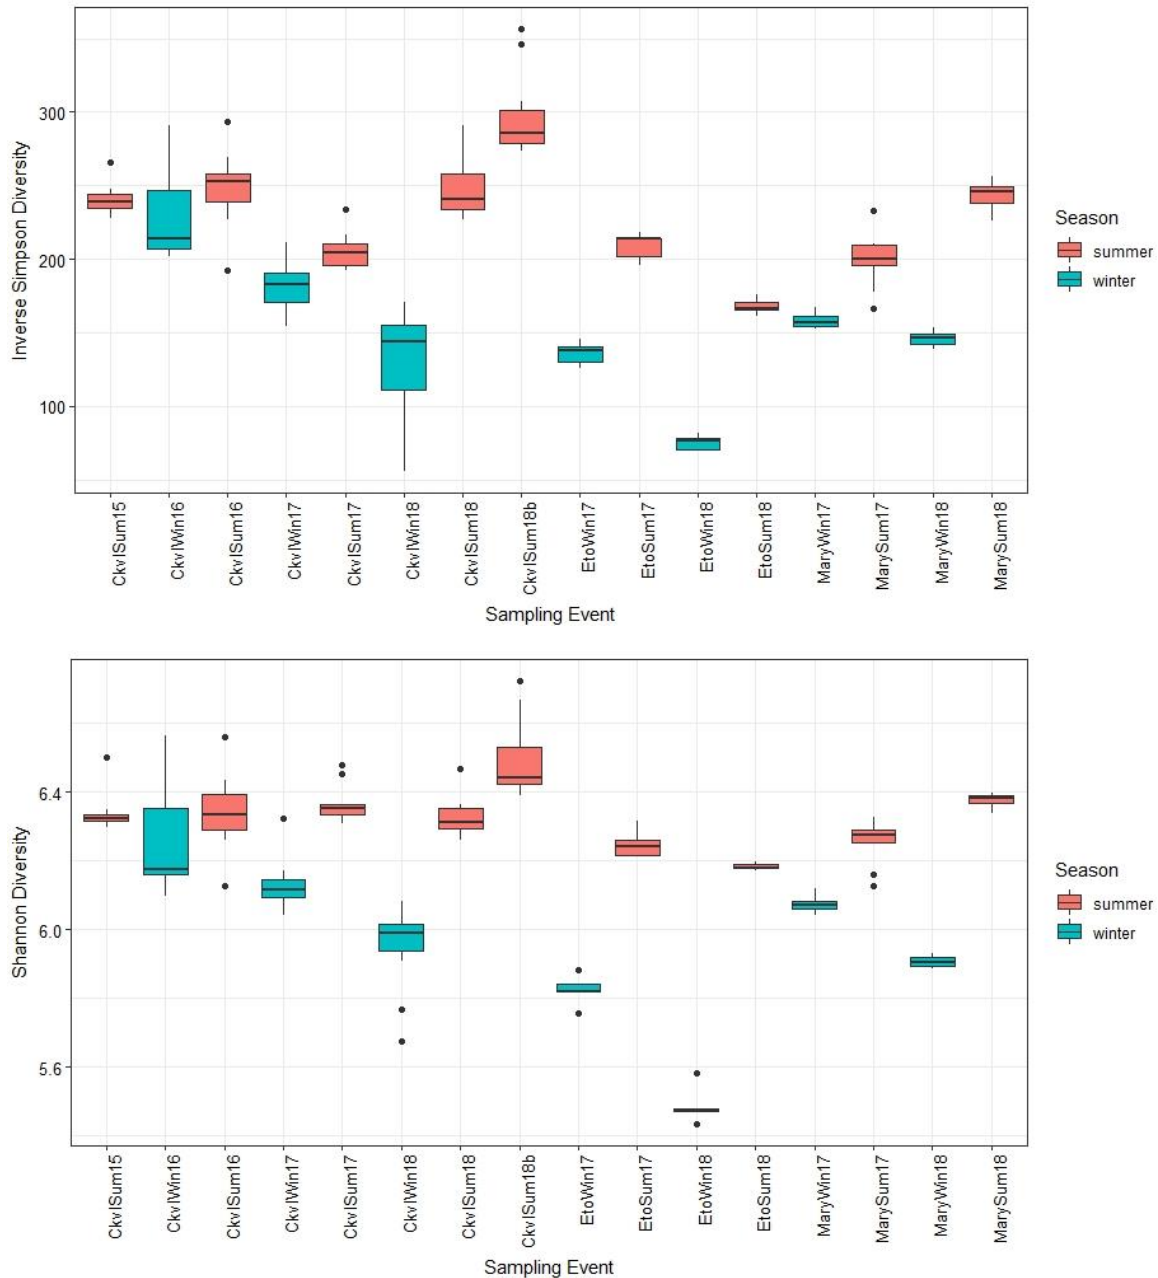 Inverse Simpson Diversity
300
200
100
CkvlSum15
CkvlWin16
CkvlSum16
CkvlWin17
CkvlSum17
CkvlWin18
CkvlSum18
CkvlSum18b
EtoWin17
EtoSum17
EtoWin18
EtoSum18
MaryWin17
MarySum17
MaryWin18
MarySum18
Sampling Event
Season
summer
winter
Shannon Diversity
6.4
6.0
5.6
CkvlSum15
CkvlWin16
CkvlSum16
CkvlWin17
CkvlSum17
CkvlWin18
CkvlSum18
CkvlSum18b
EtoWin17
EtoSum17
EtoWin18
EtoSum18
MaryWin17
MarySum17
MaryWin18
MarySum18
Sampling Event
Season
summer
winter